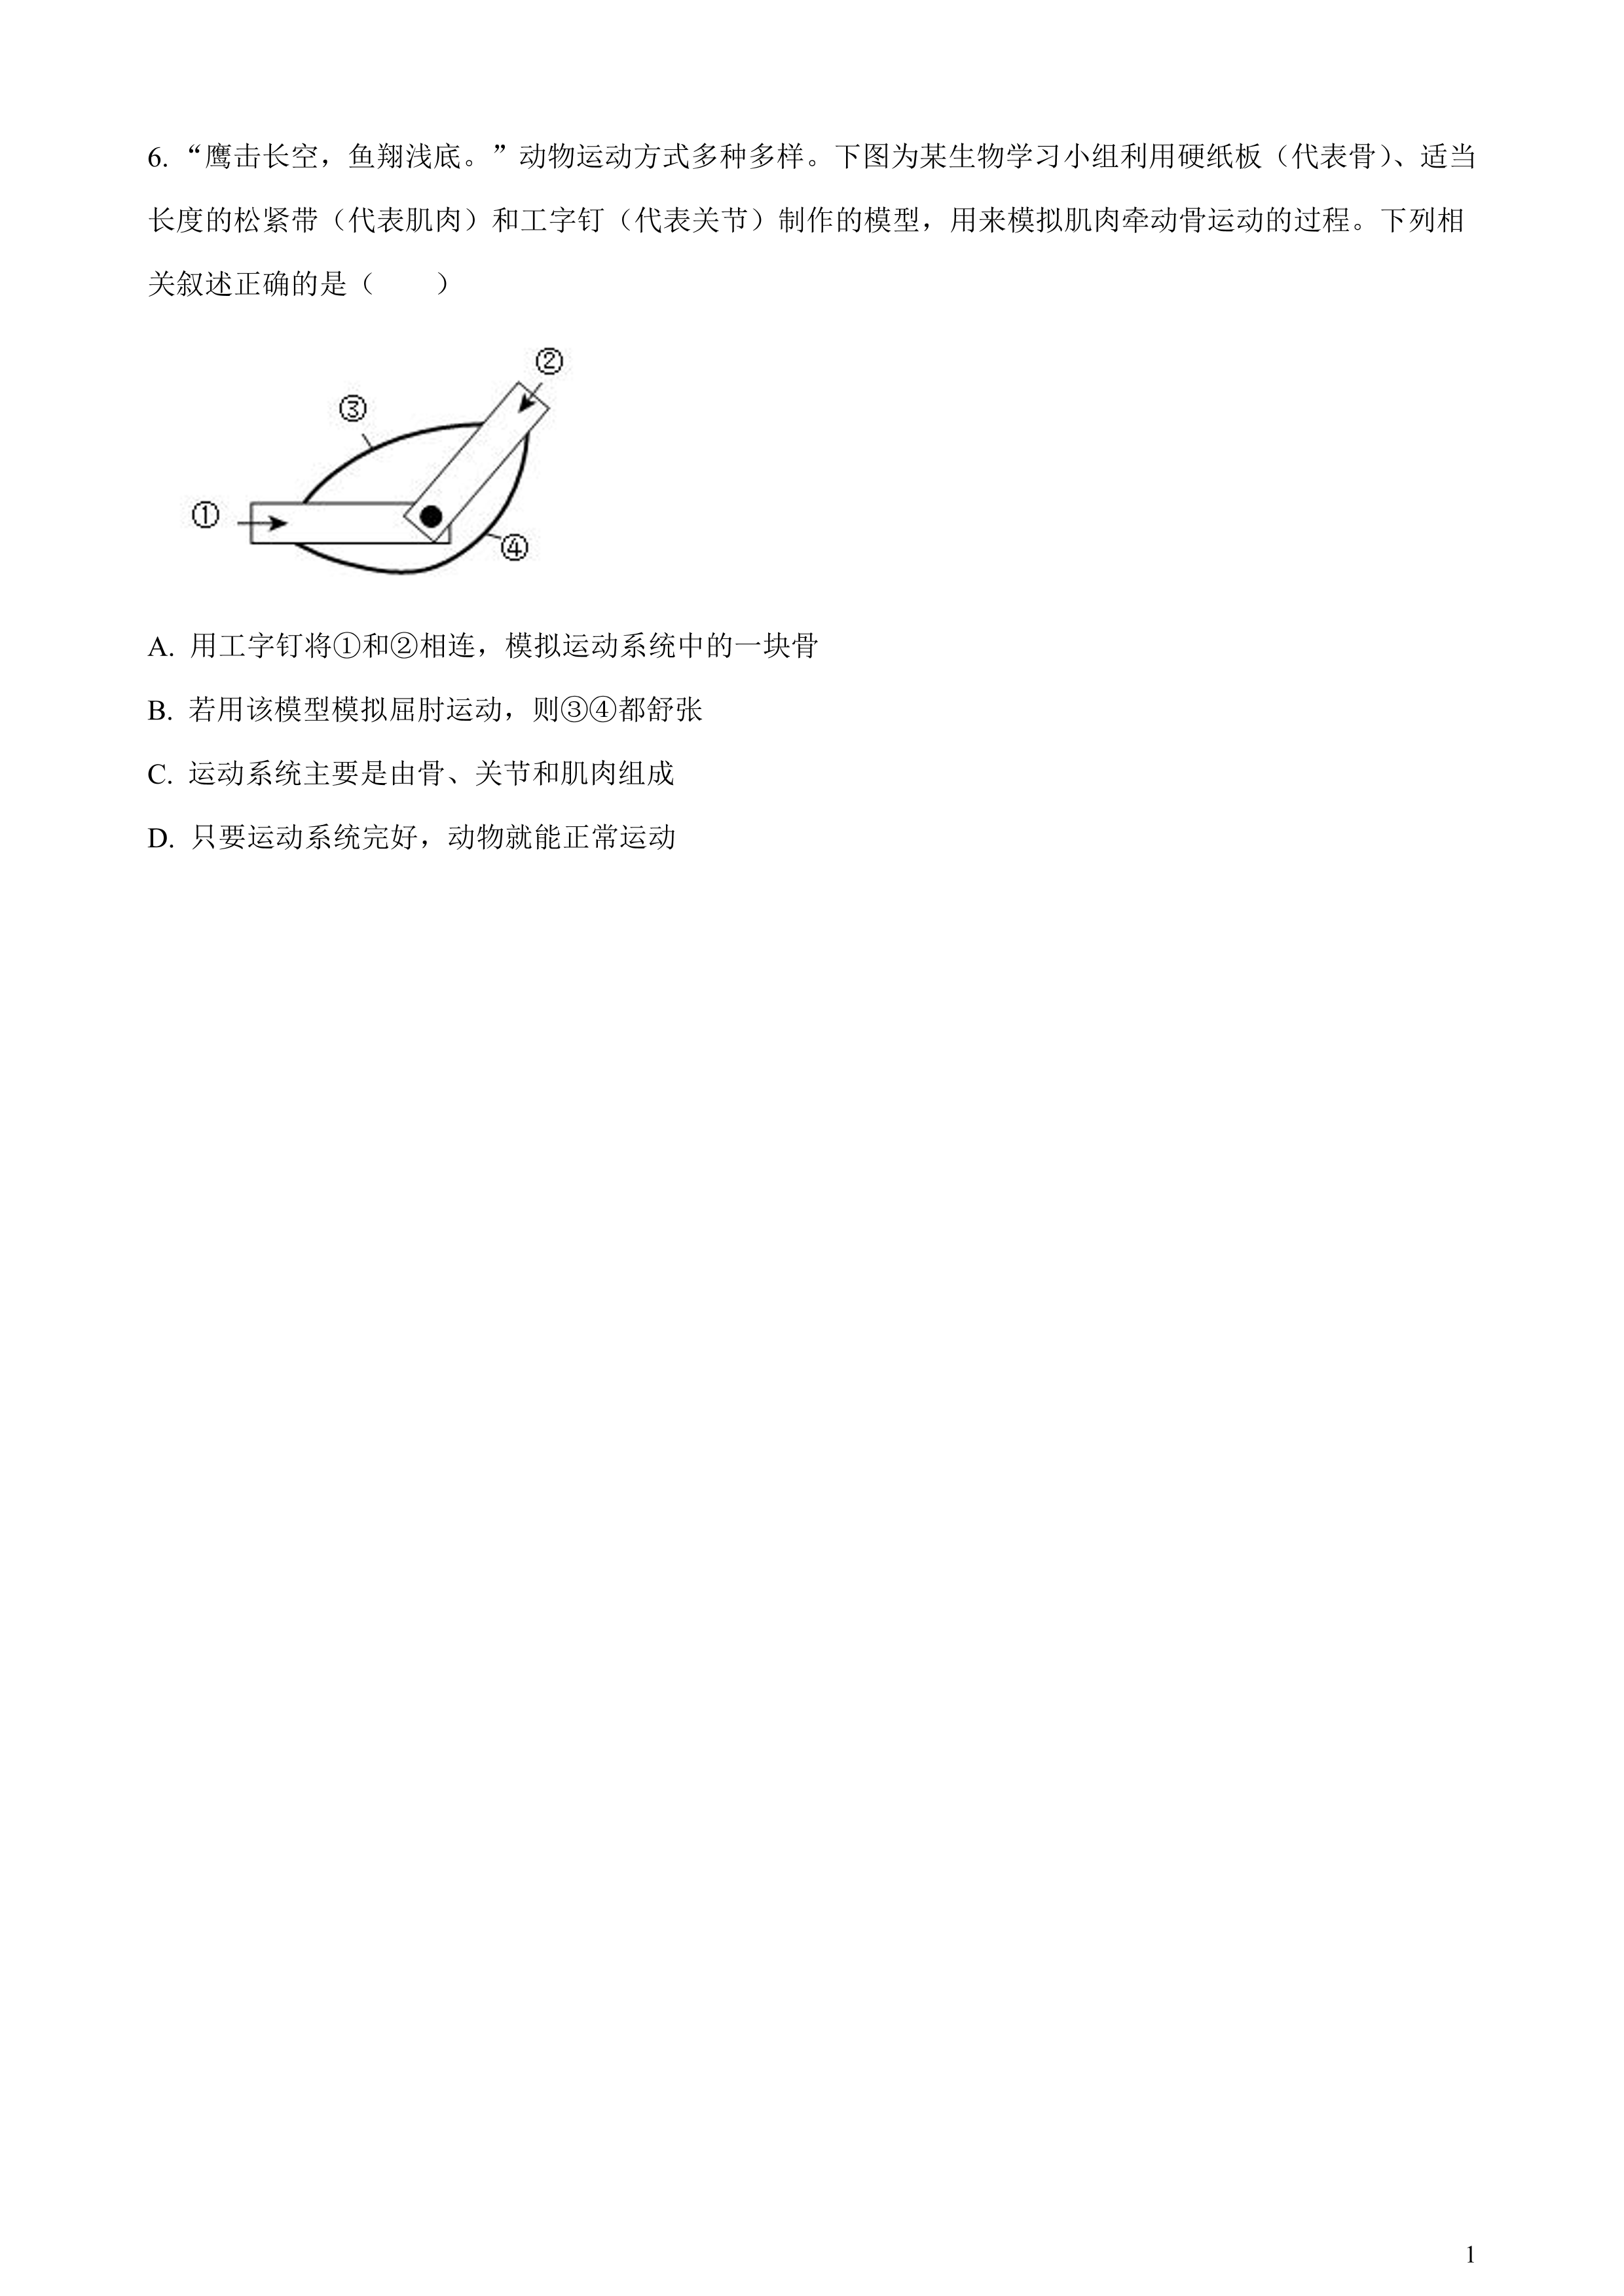 6. “鹰击长空，鱼翔浅底。”动物运动方式多种多样。下图为某生物学习小组利用硬纸板（代表骨）、适当
长度的松紧带（代表肌肉）和工字钉（代表关节）制作的模型，用来模拟肌肉牵动骨运动的过程。下列相
关叙述正确的是（　　）
②
③
①
④
A. 用工字钉将①和②相连，模拟运动系统中的一块骨
B. 若用该模型模拟屈肘运动，则③④都舒张
C. 运动系统主要是由骨、关节和肌肉组成
D. 只要运动系统完好，动物就能正常运动
1